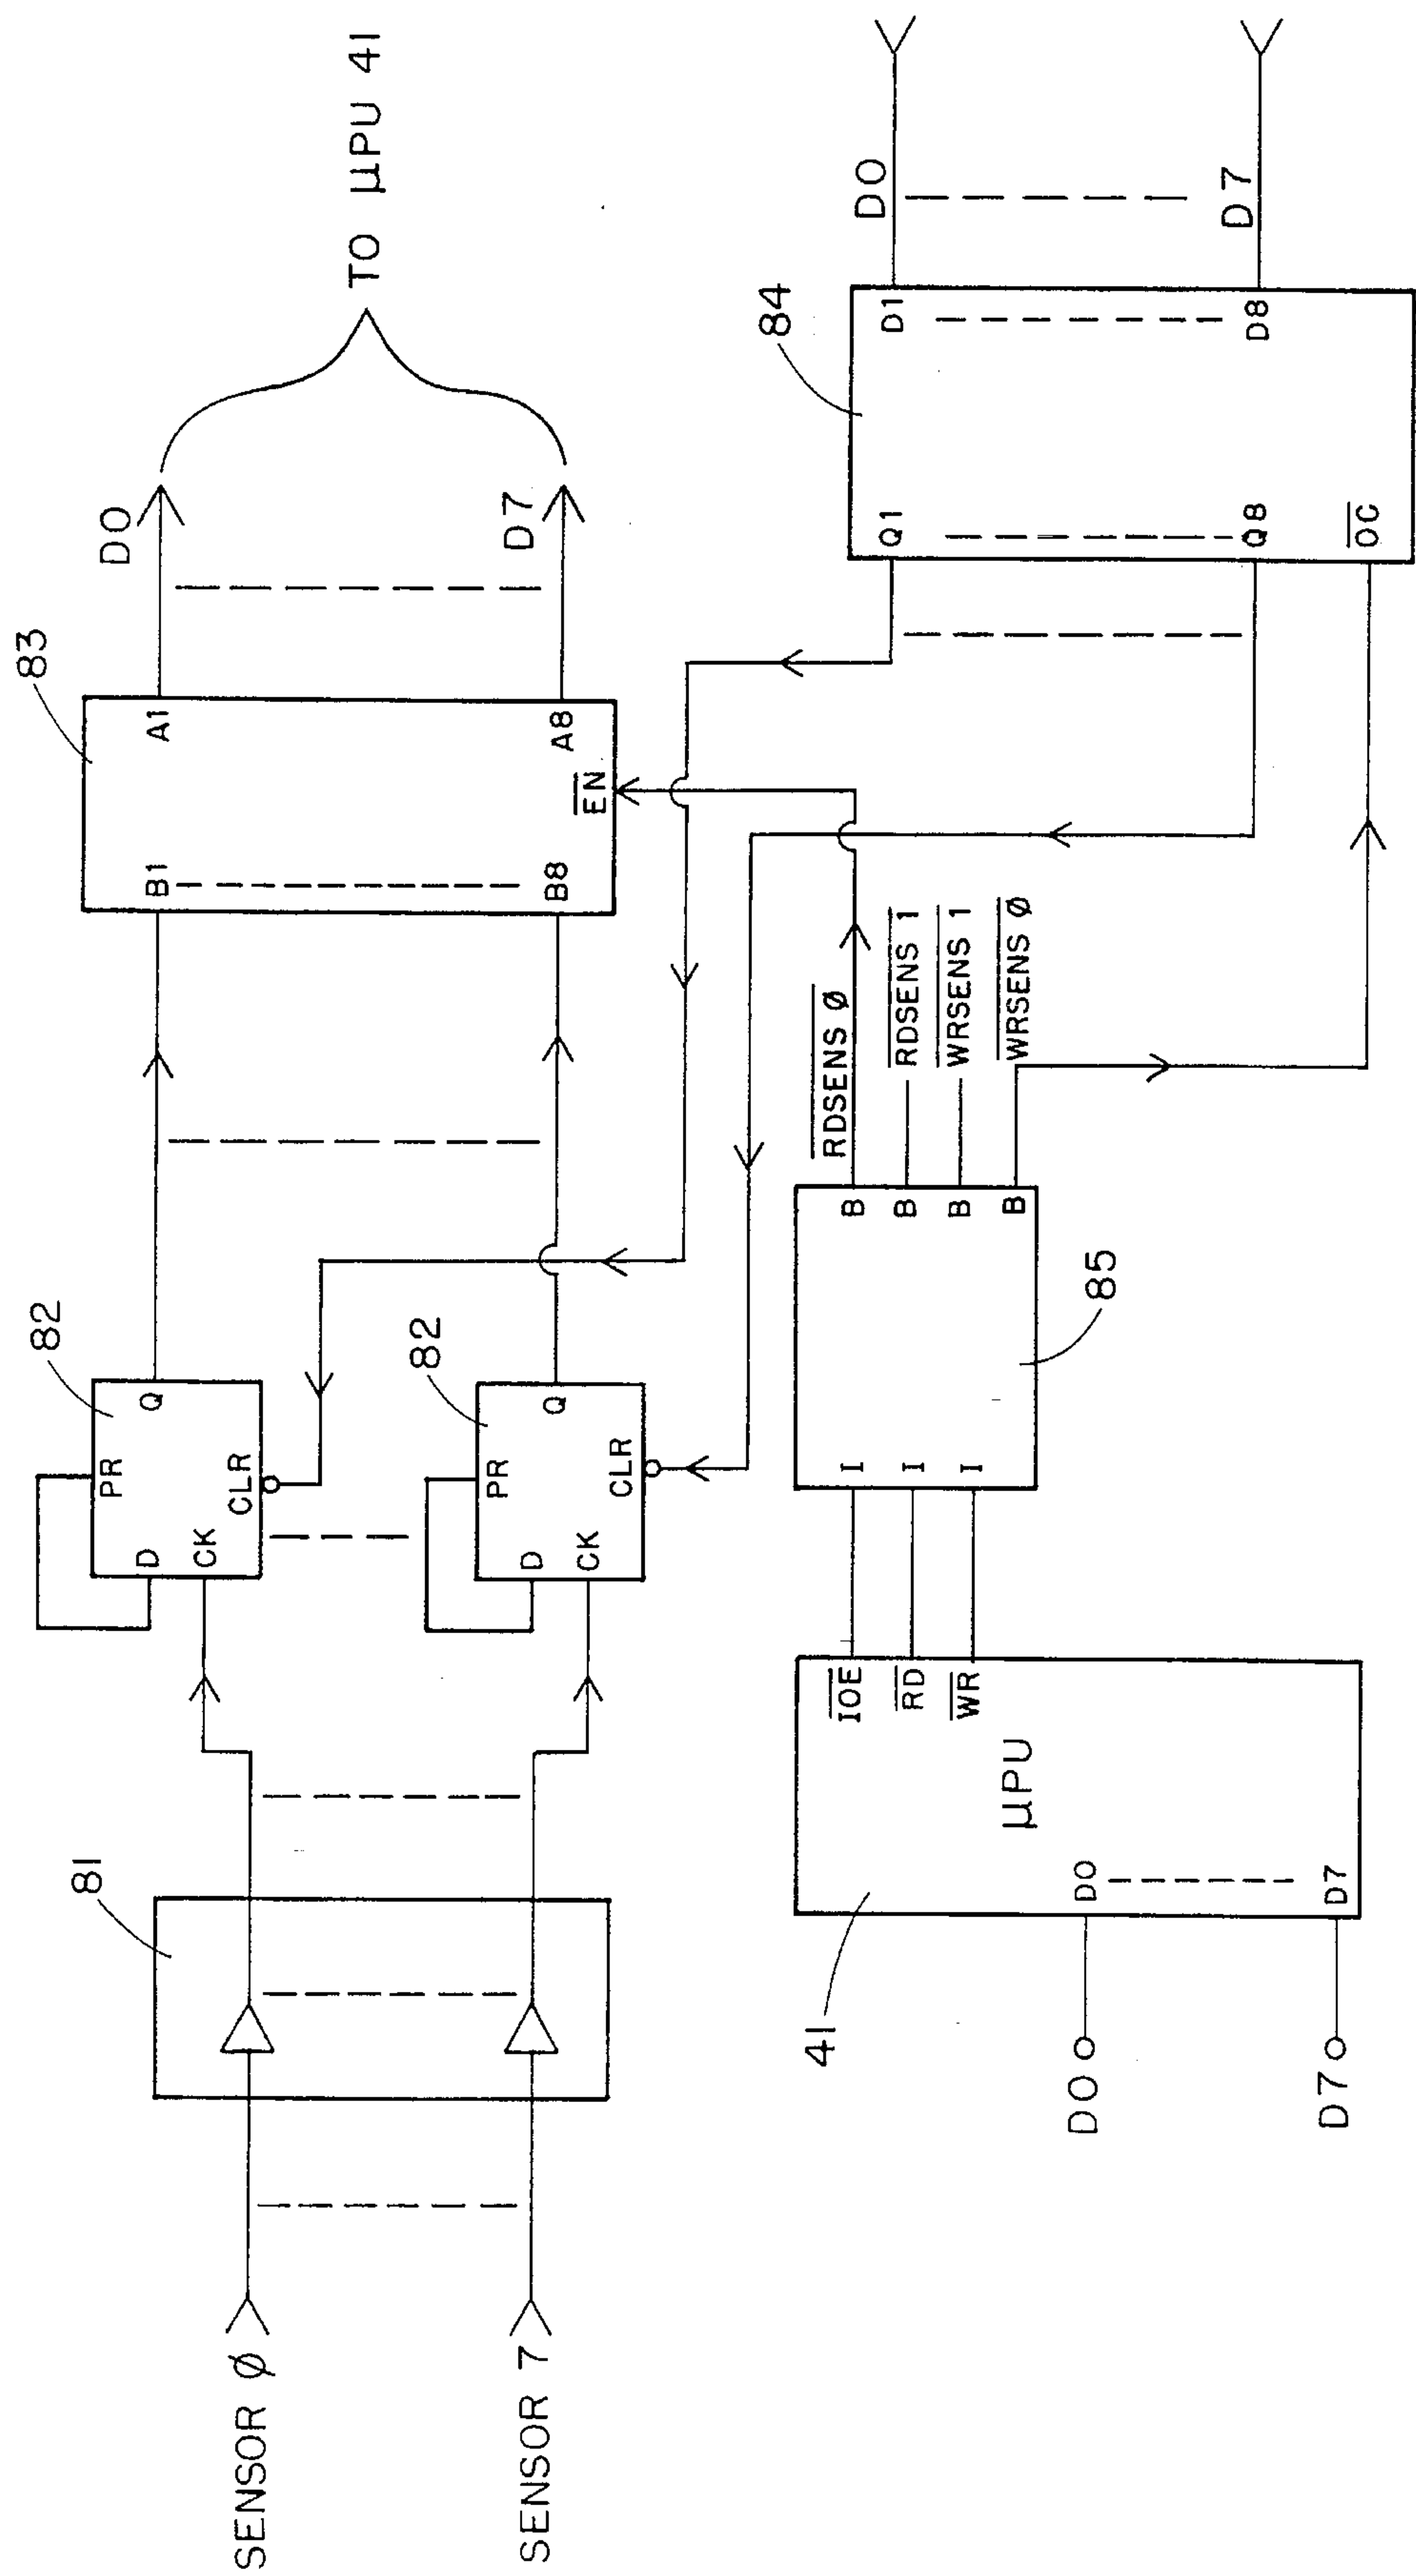 SENSOR Ø
SENSOR 7
81
82
PR
D
Q
CK
CLR
82
PR
D
Q
CK
CLR
83
B1
A1
B8
A8
EN
D0
D7
TO μPU 41
41
μPU
IOE
RD
WR
D0
D7
D0
D7
85
I
I
I
B
B
B
B
RDSENS Ø
RDSENS 1
WRSENS 1
WRSENS Ø
84
Q1
D1
Q8
D8
OC
D0
D7